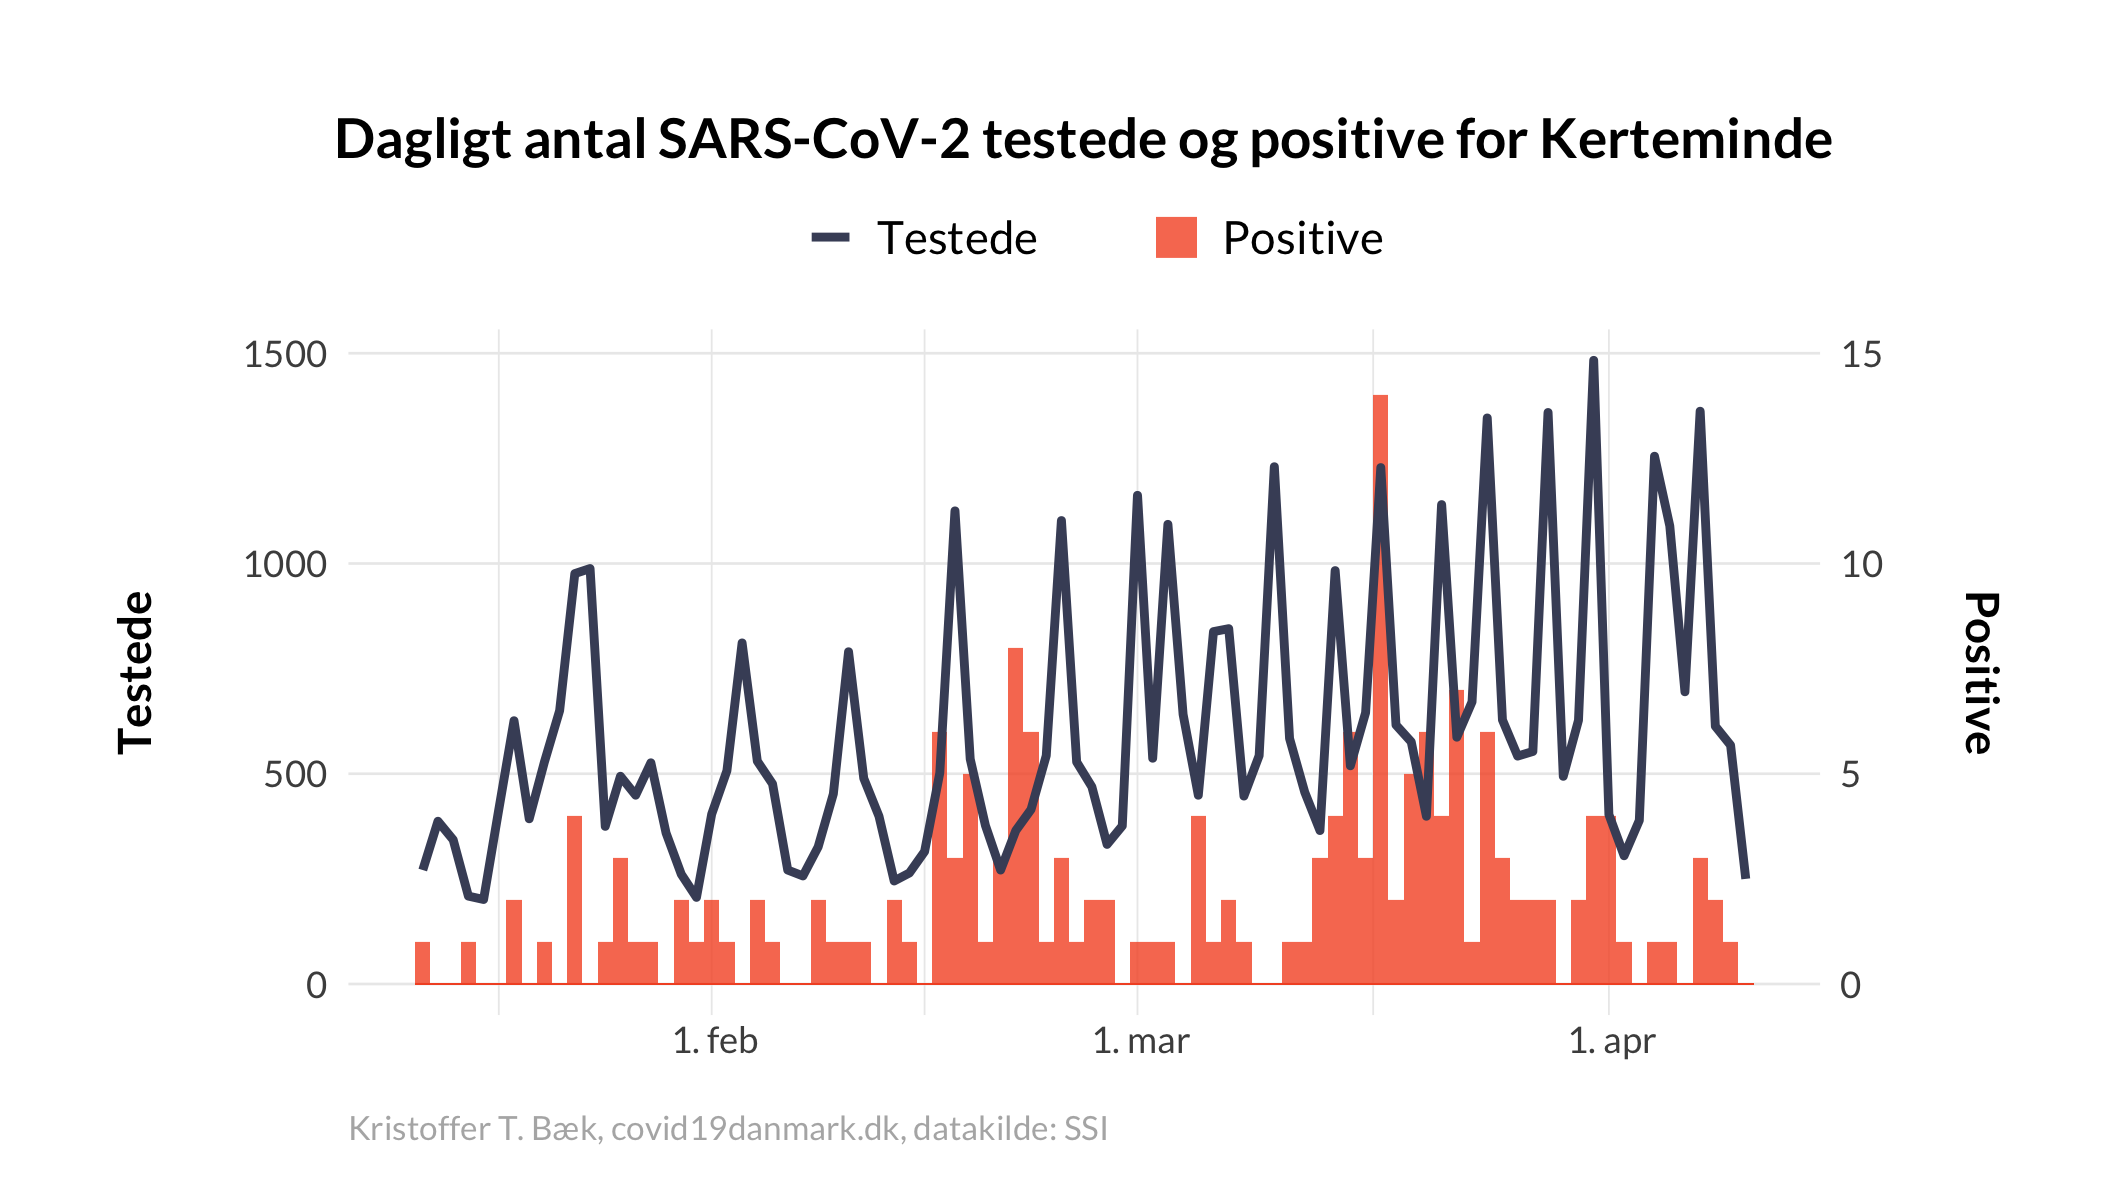 Dagligt antal SARS-CoV-2 testede og positive for Kerteminde
Testede
Positive
1500
1000
500
0
15
10
5
0
Testede
Positive
1. feb
1. mar
1. apr
Kristoffer T. Bæk, covid19danmark.dk, datakilde: SSI